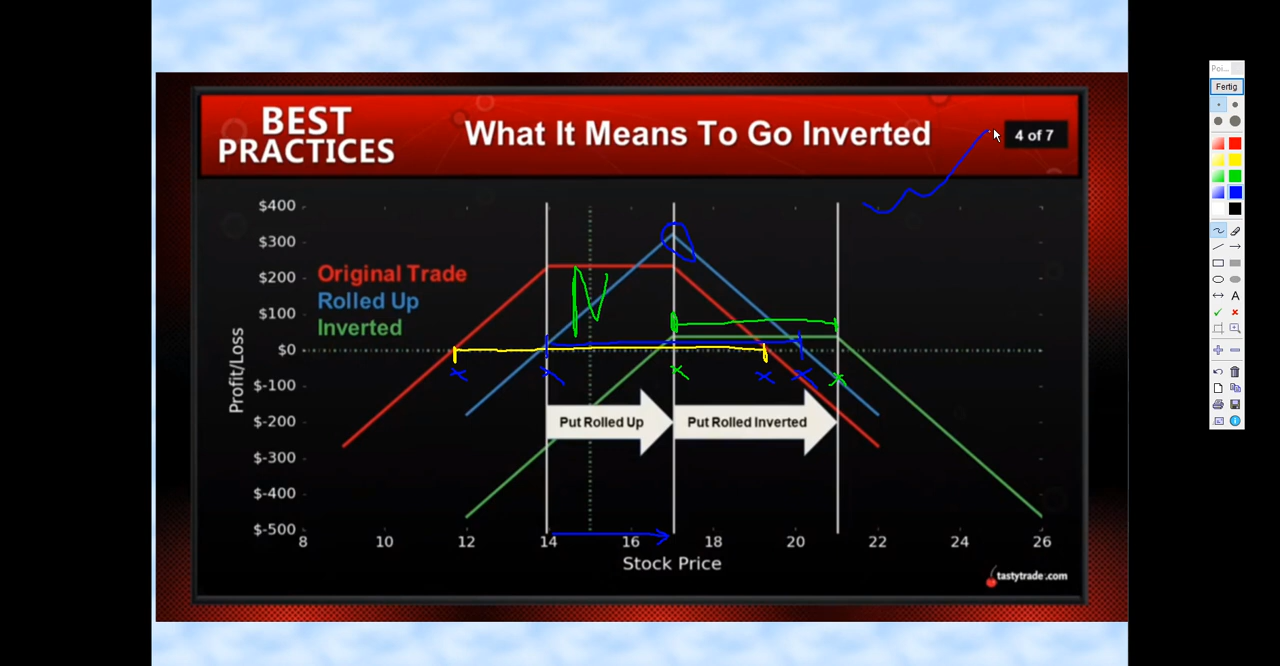 Poi...
Fertig
BEST
PRACTICES
What It Means To Go Inverted
4 of 7
$400
$300
$200
$100
$0
$-100
$-200
$-300
$-400
$-500
Profit/Loss
Original Trade
Rolled Up
Inverted
Put Rolled Up
Put Rolled Inverted
8 10 12 14 16 18 20 22 24 26
Stock Price
tastytrade.com
A
N